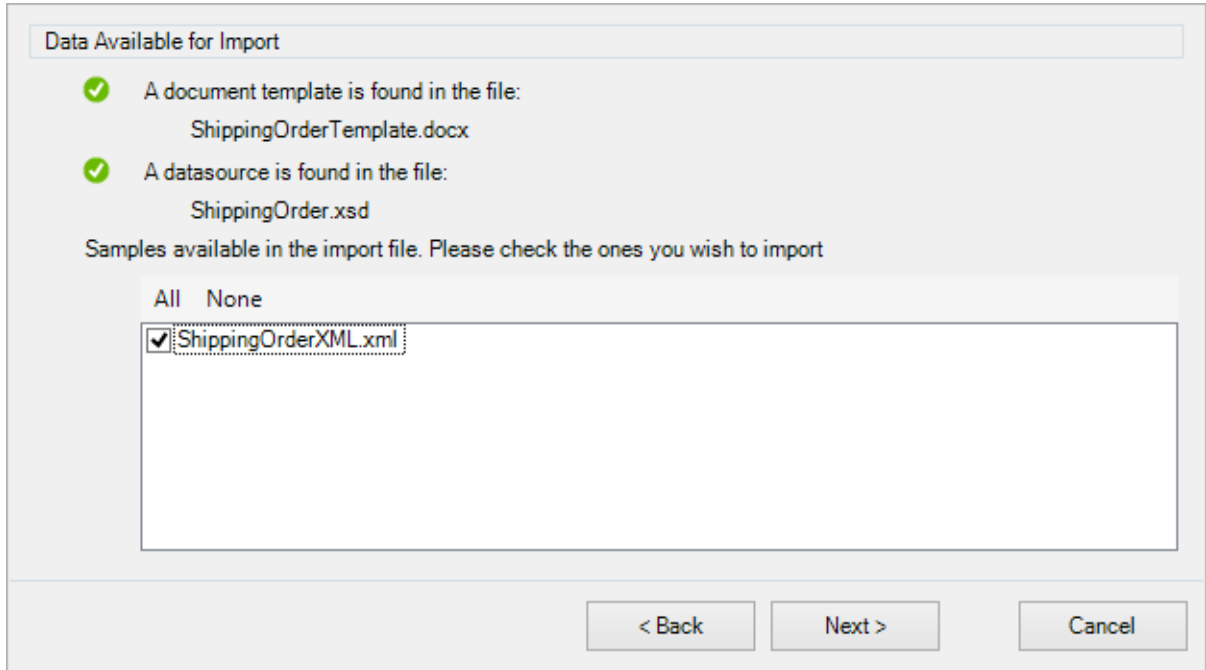 Data Available for Import
A document template is found in the file:
ShippingOrderTemplate.docx
A datasource is found in the file:
ShippingOrder.xsd
Samples available in the import file. Please check the ones you wish to import
All None
ShippingOrderXML.xml
< Back Next > Cancel